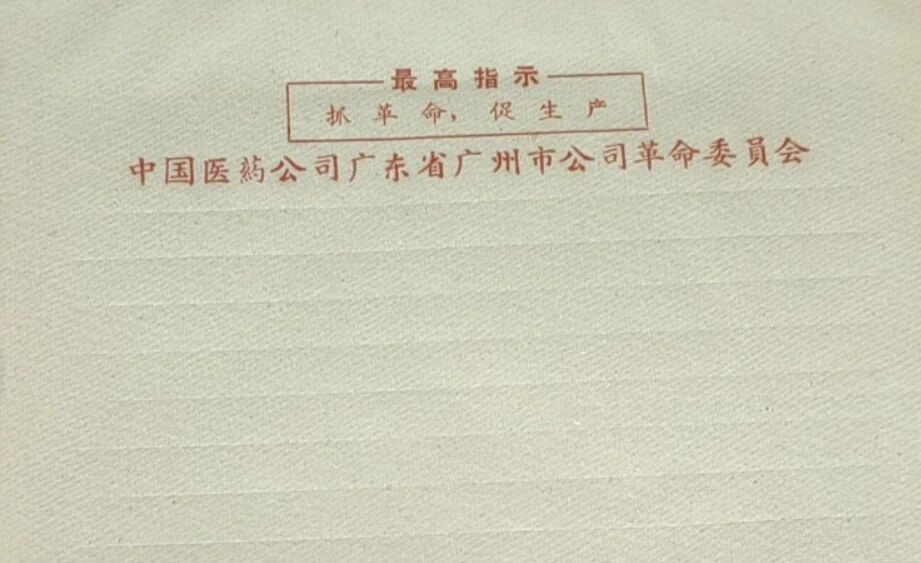 最高指示
抓革命，促生产
中国医药公司广东省广州市公司革命委員会